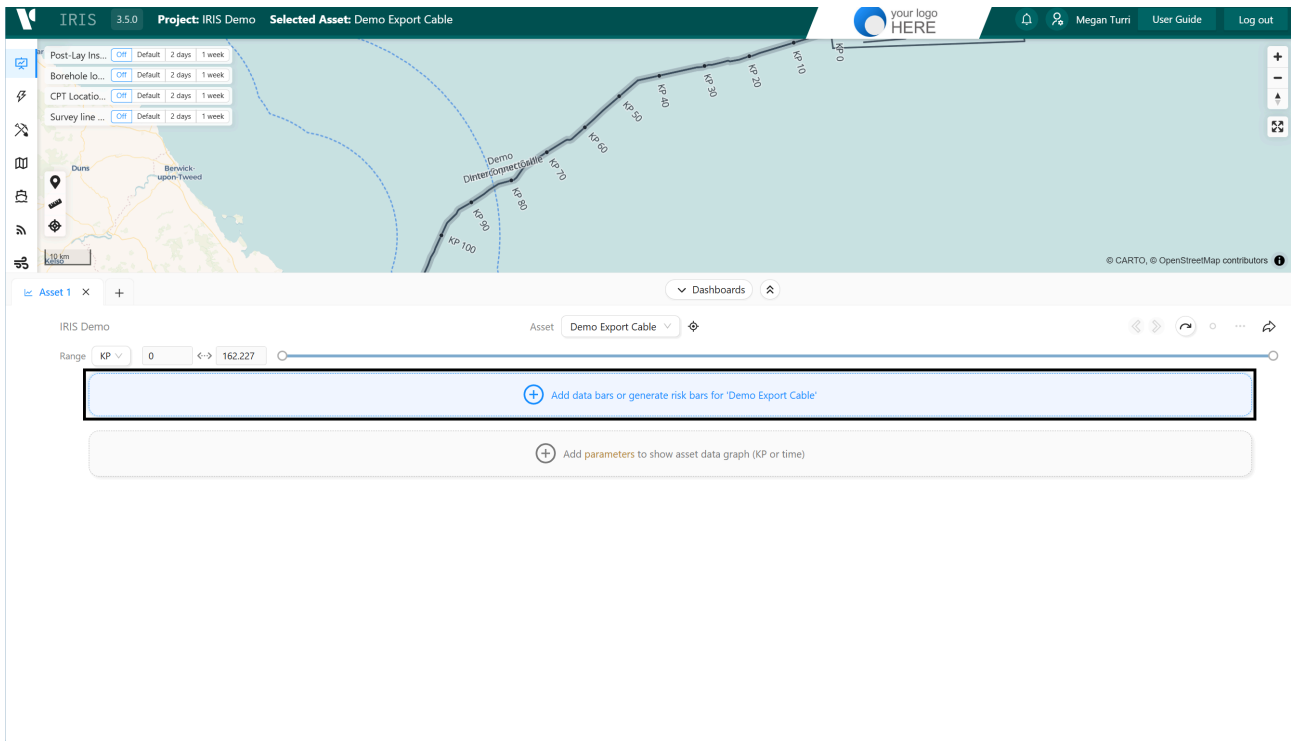 IRIS 3.5.0 Project: IRIS Demo Selected Asset: Demo Export Cable your logo HERE Megan Turri User Guide Log out
Post-Lay Ins... Off Default 2 days 1 week
Borehole lo... Off Default 2 days 1 week
CPT Locatio... Off Default 2 days 1 week
Survey line ... Off Default 2 days 1 week
KP 0
KP 10
KP 20
KP 30
KP 40
KP 50
KP 60
KP 70
KP 80
KP 90
KP 100
Demo
Duns
Berwick-
upon-Tweed
10 km
Kelso
© CARTO, © OpenStreetMap contributors
Asset 1
Dashboards
IRIS Demo Asset Demo Export Cable
Range KP 0 162.227
Add data bars or generate risk bars for 'Demo Export Cable'
Add parameters to show asset data graph (KP or time)